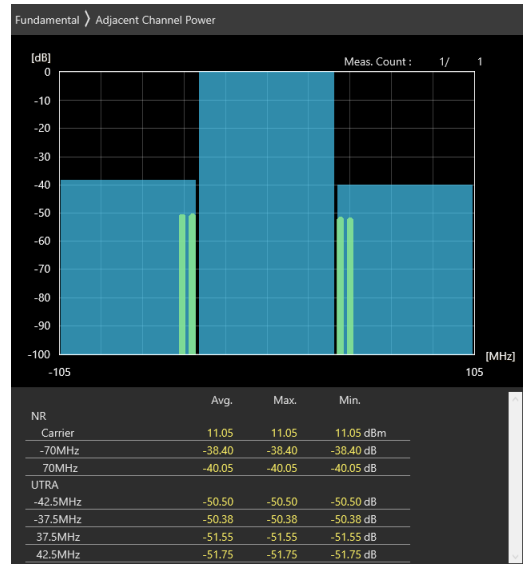 Fundamental 〉 Adjacent Channel Power
[dB]
Meas. Count : 1/ 1
0
-10
-20
-30
-40
-50
-60
-70
-80
-90
-100
[MHz]
-105 105
Avg. Max. Min.
NR
Carrier 11.05 11.05 11.05 dBm
-70MHz -38.40 -38.40 -38.40 dB
70MHz -40.05 -40.05 -40.05 dB
UTRA
-42.5MHz -50.50 -50.50 -50.50 dB
-37.5MHz -50.38 -50.38 -50.38 dB
37.5MHz -51.55 -51.55 -51.55 dB
42.5MHz -51.75 -51.75 -51.75 dB